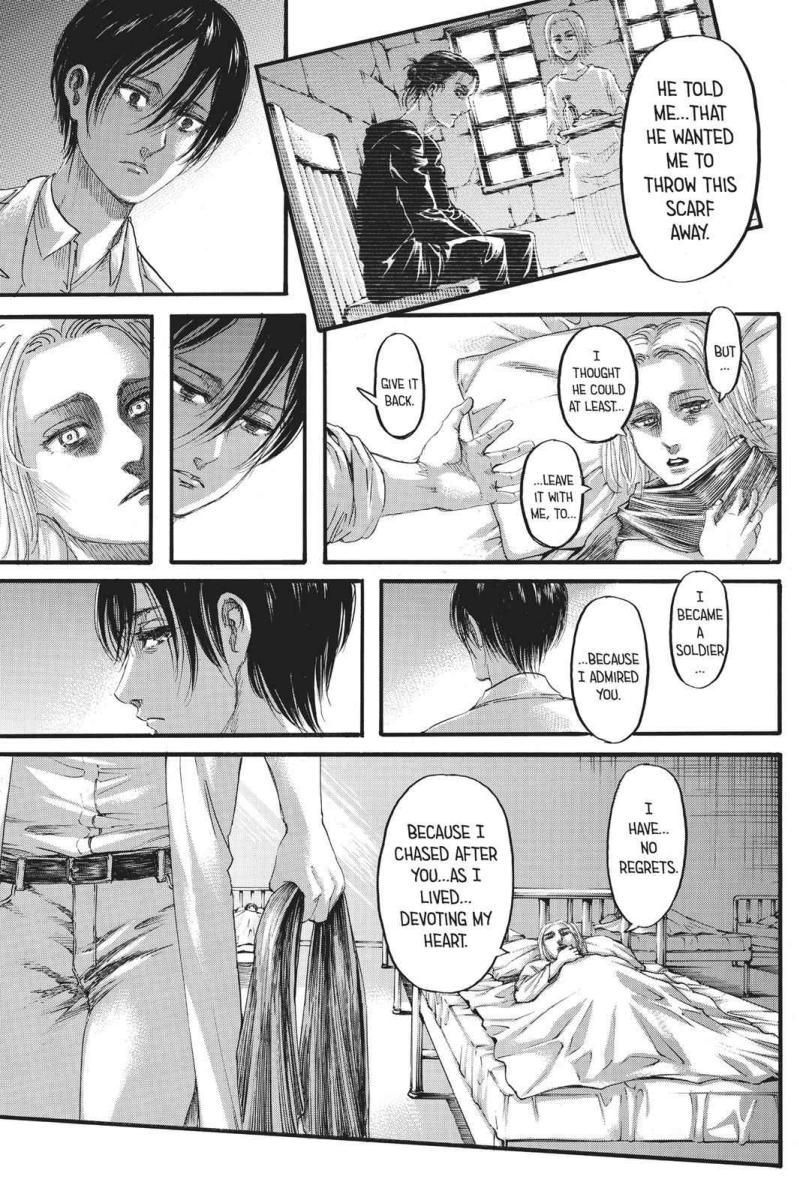 HE TOLD
ME...THAT
HE WANTED
ME TO
THROW THIS
SCARF
AWAY.
BUT
...
I
THOUGHT
HE COULD
AT LEAST...
...LEAVE
IT WITH
ME, TO...
GIVE IT
BACK.
I
BECAME
A
SOLDIER
...
...BECAUSE
I ADMIRED
YOU.
I
HAVE...
NO
REGRETS.
BECAUSE I
CHASED AFTER
YOU...AS I
LIVED...
DEVOTING MY
HEART.